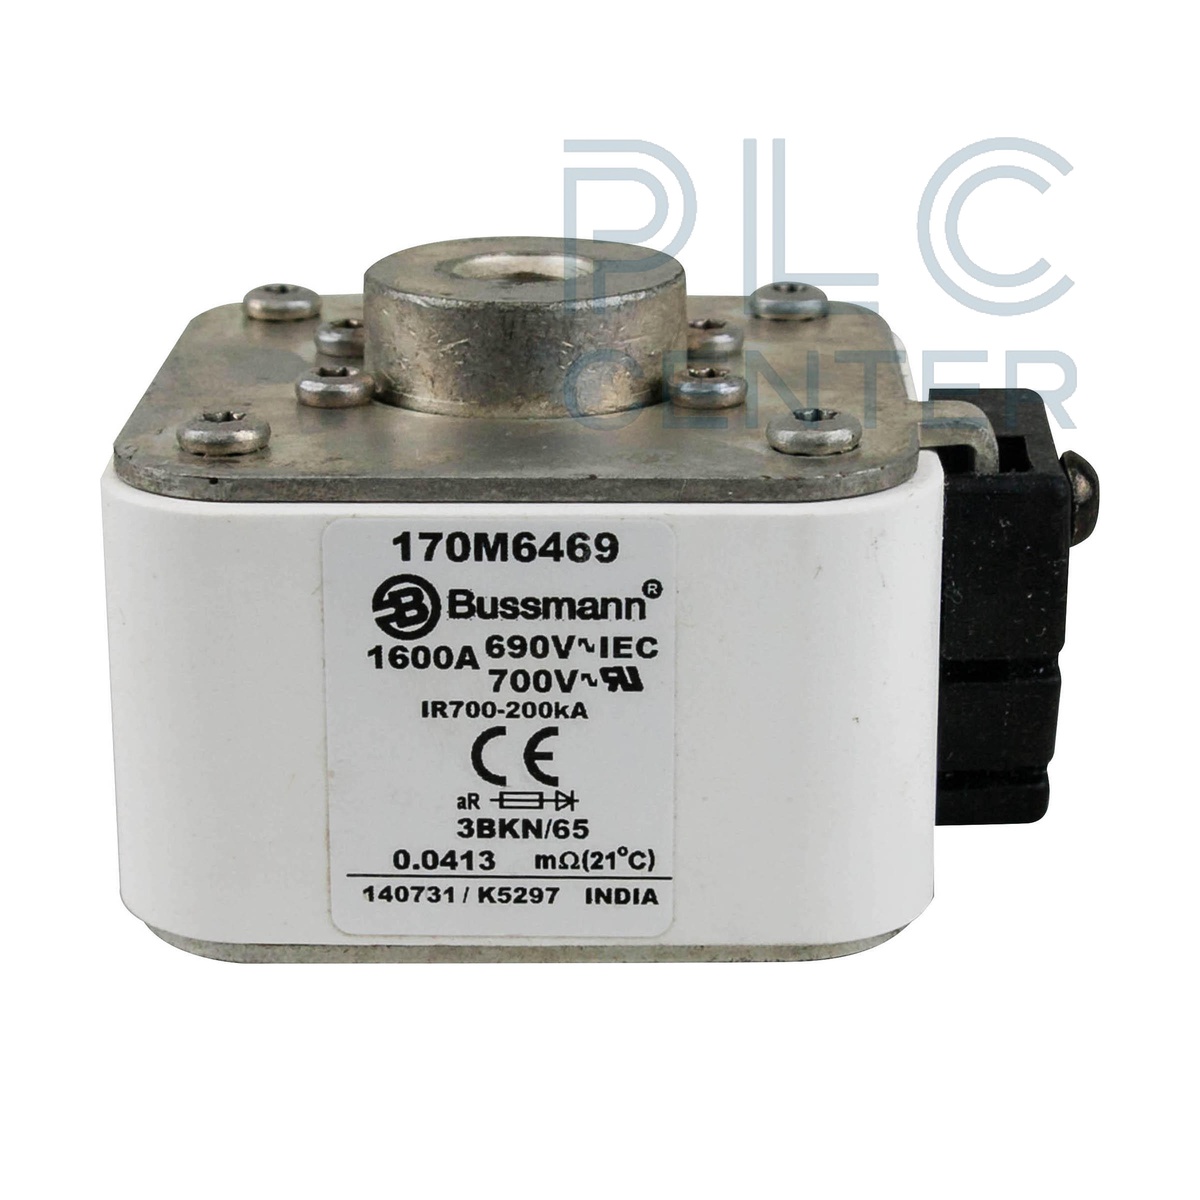 PLC
CENTER
170M6469
Bussmann®
1600A 690V~IEC
700V~
IR700-200kA
CE
aR
3BKN/65
0.0413 mΩ(21°C)
140731/K5297 INDIA